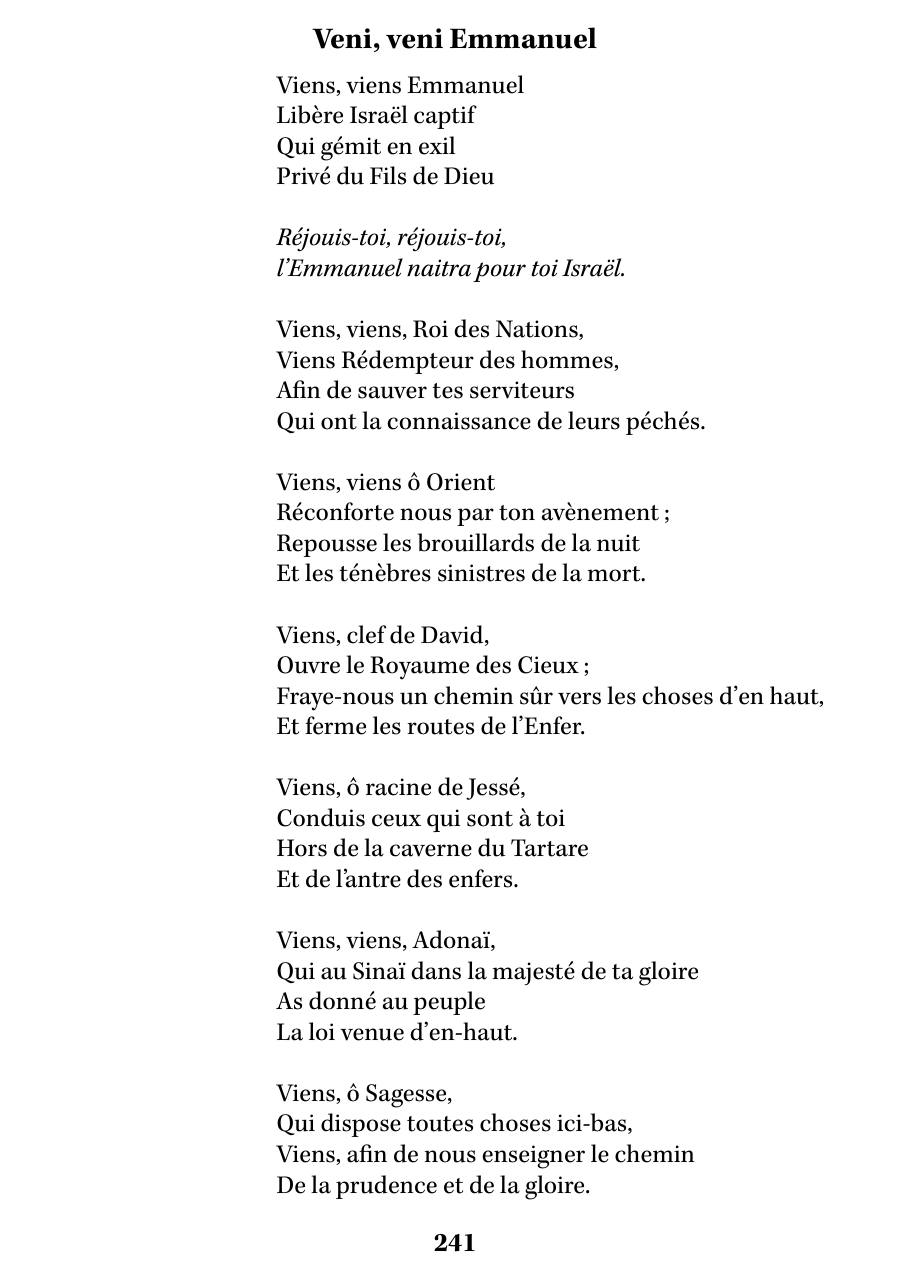 Veni, veni Emmanuel
Viens, viens Emmanuel
Libère Israël captif
Qui gémit en exil
Privé du Fils de Dieu
Réjouis-toi, réjouis-toi,
l’Emmanuel naitra pour toi Israël.
Viens, viens, Roi des Nations,
Viens Rédempteur des hommes,
Afin de sauver tes serviteurs
Qui ont la connaissance de leurs péchés.
Viens, viens ô Orient
Réconforte nous par ton avènement ;
Repousse les brouillards de la nuit
Et les ténèbres sinistres de la mort.
Viens, clef de David,
Ouvre le Royaume des Cieux ;
Fraye-nous un chemin sûr vers les choses d’en haut,
Et ferme les routes de l’Enfer.
Viens, ô racine de Jessé,
Conduis ceux qui sont à toi
Hors de la caverne du Tartare
Et de l’antre des enfers.
Viens, viens, Adonaï,
Qui au Sinaï dans la majesté de ta gloire
As donné au peuple
La loi venue d’en-haut.
Viens, ô Sagesse,
Qui dispose toutes choses ici-bas,
Viens, afin de nous enseigner le chemin
De la prudence et de la gloire.
241